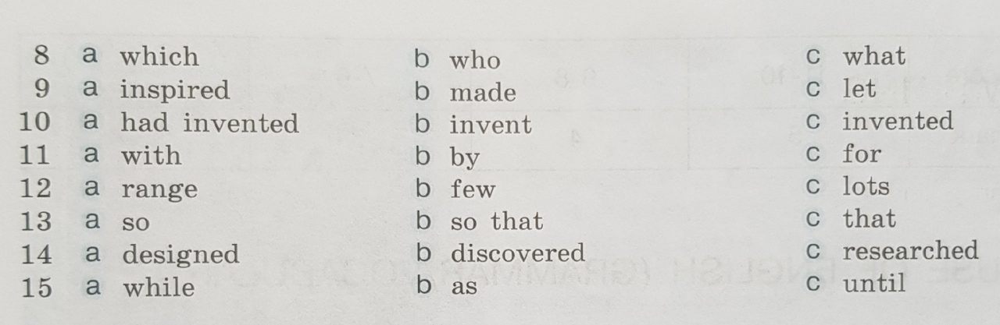 8 a which b who c what
9 a inspired b made c let
10 a had invented b invent c invented
11 a with b by c for
12 a range b few c lots
13 a so b so that c that
14 a designed b discovered c researched
15 a while b as c until